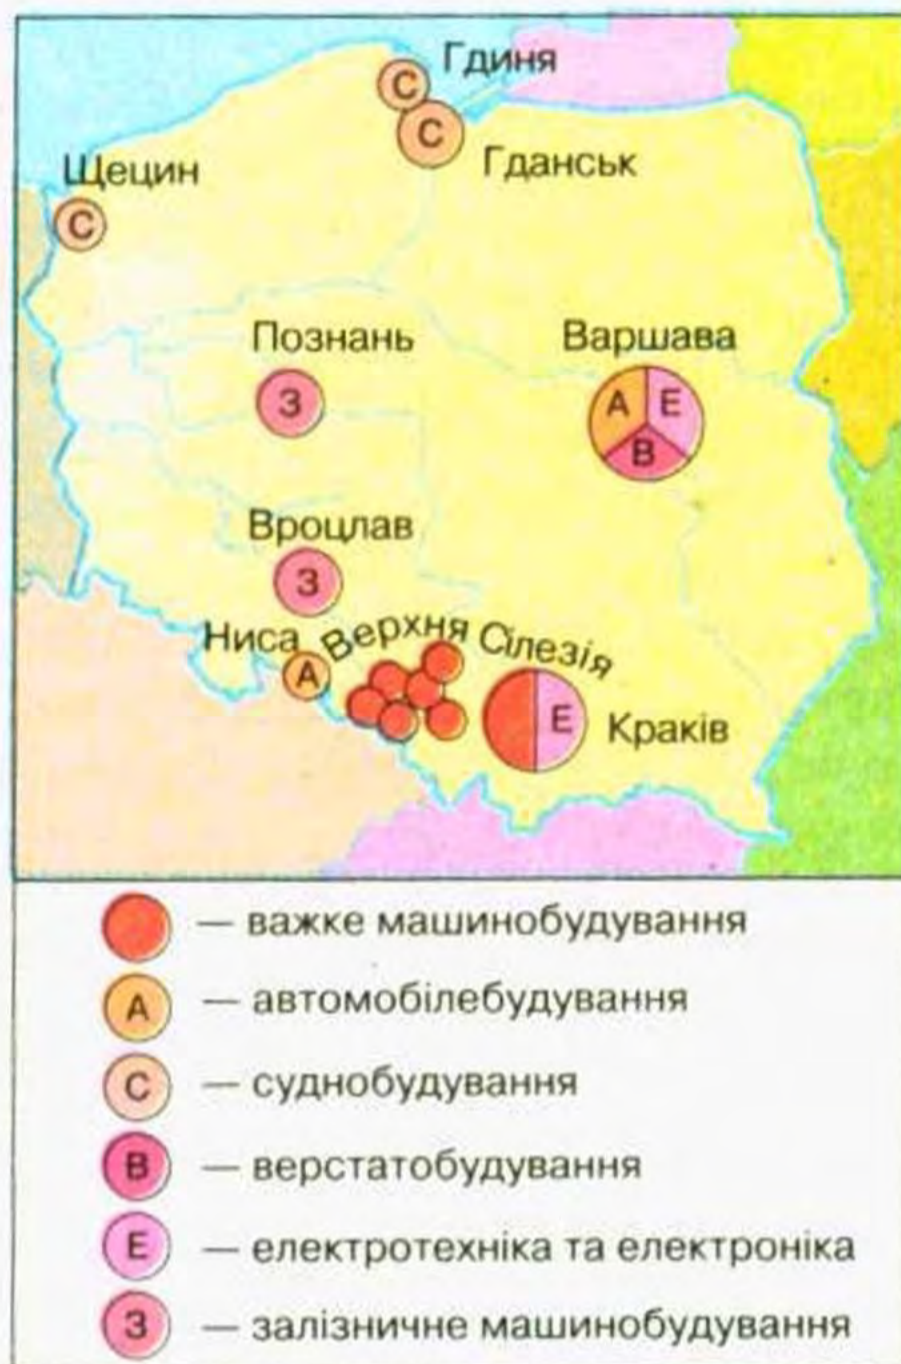 Гдиня
С
С
Гданськ
Щецин
С
Познань
З
Варшава
А Е
В
Вроцлав
З
Ниса
А
Верхня Сілезія
Е
Краків
— важке машинобудування
А — автомобілебудування
С — суднобудування
В — верстатобудування
Е — електротехніка та електроніка
З — залізничне машинобудування